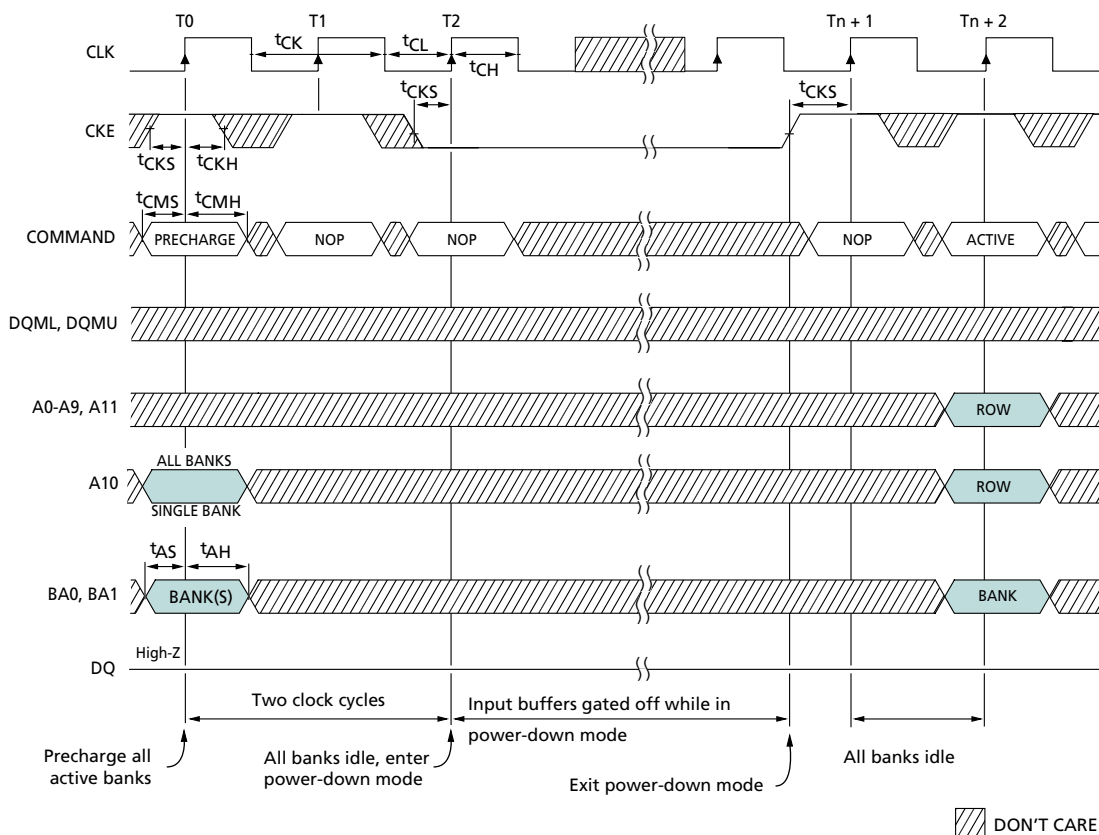 T0 T1 T2 Tn + 1 Tn + 2
CLK
tCK tCL tCH
tCKS tCKS
CKE
tCKS tCKH
tCMS tCMH
COMMAND PRECHARGE NOP NOP NOP ACTIVE
DQML, DQMU
A0-A9, A11 ROW
ALL BANKS
A10 ROW
SINGLE BANK
tAS tAH
BA0, BA1 BANK(S) BANK
High-Z
DQ
Two clock cycles
Input buffers gated off while in
power-down mode
Precharge all
active banks
All banks idle, enter
power-down mode
Exit power-down mode
All banks idle
DON'T CARE